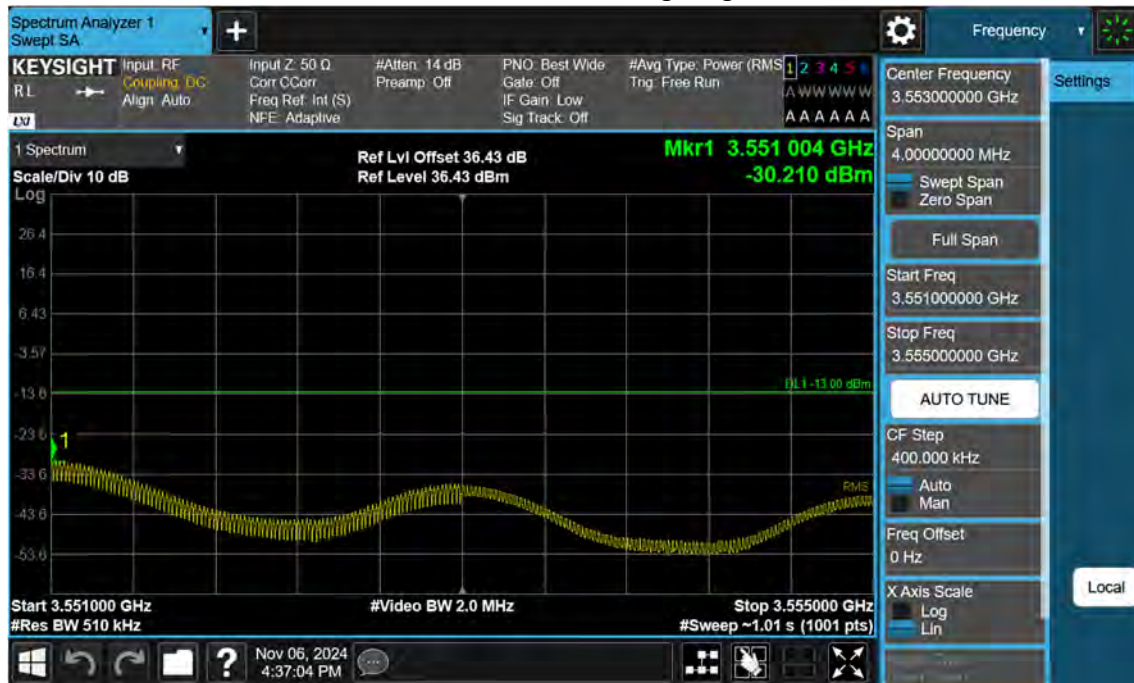 Spectrum Analyzer 1
Swept SA
+
Frequency
KEYSIGHT
RL
LXI
Input: RF
Coupling: DC
Align: Auto
Input Z: 50 Ω
Corr CCorr
Freq Ref: Int (S)
NFE: Adaptive
#Atten: 14 dB
Preamp: Off
PNO: Best Wide
Gate: Off
IF Gain: Low
Sig Track: Off
#Avg Type: Power (RMS
Trig: Free Run
1 2 3 4 5 6
A W W W W W
A A A A A A
1 Spectrum
Scale/Div 10 dB
Log
Ref Lvl Offset 36.43 dB
Ref Level 36.43 dBm
Mkr1 3.551 004 GHz
-30.210 dBm
26.4
16.4
6.43
-3.57
-13.6
-23.6
-33.6
-43.6
-53.6
DL1 -13.00 dBm
1
RMS
Start 3.551000 GHz
#Res BW 510 kHz
#Video BW 2.0 MHz
Stop 3.555000 GHz
#Sweep ~1.01 s (1001 pts)
Center Frequency
3.553000000 GHz
Settings
Span
4.00000000 MHz
Swept Span
Zero Span
Full Span
Start Freq
3.551000000 GHz
Stop Freq
3.555000000 GHz
AUTO TUNE
CF Step
400.000 kHz
Auto
Man
Freq Offset
0 Hz
X Axis Scale
Log
Lin
Local
?
Nov 06, 2024
4:37:04 PM